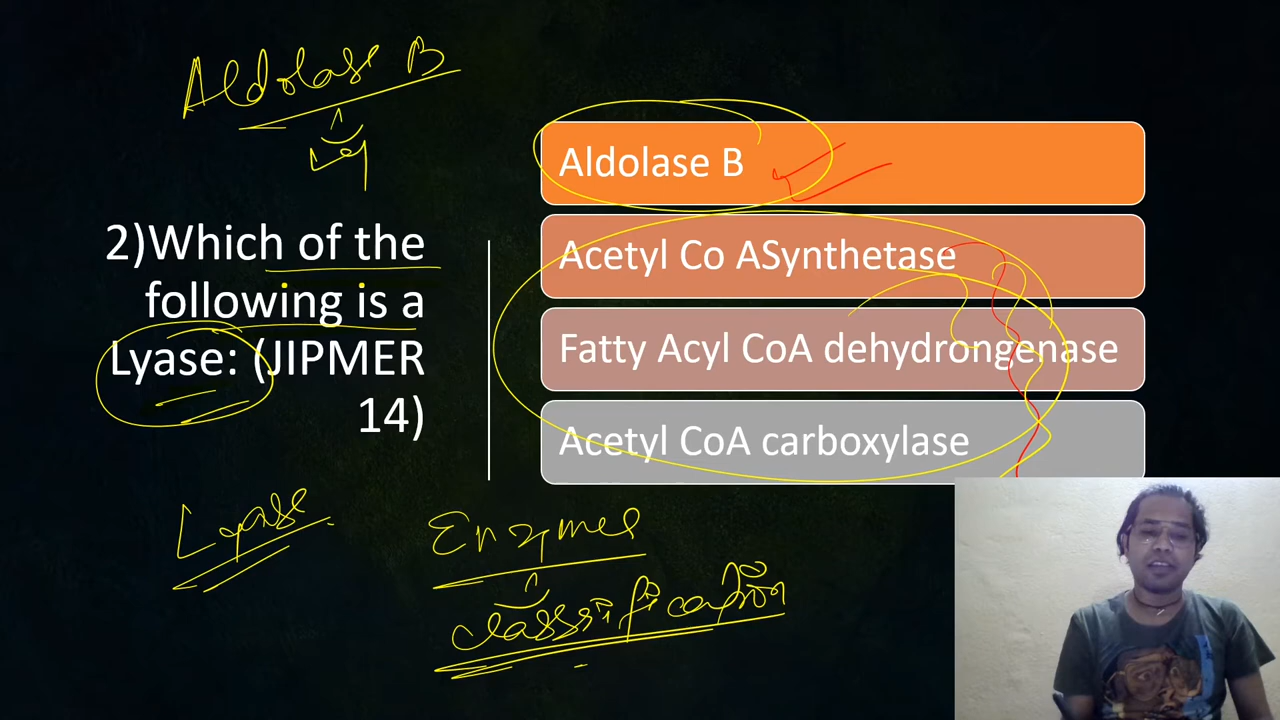 Aldolase B
2)Which of the
following is a
Lyase: (JIPMER
14)
Aldolase B
Acetyl Co ASynthetase
Fatty Acyl CoA dehydrongenase
Acetyl CoA carboxylase
Lyase
Enzymes
classification